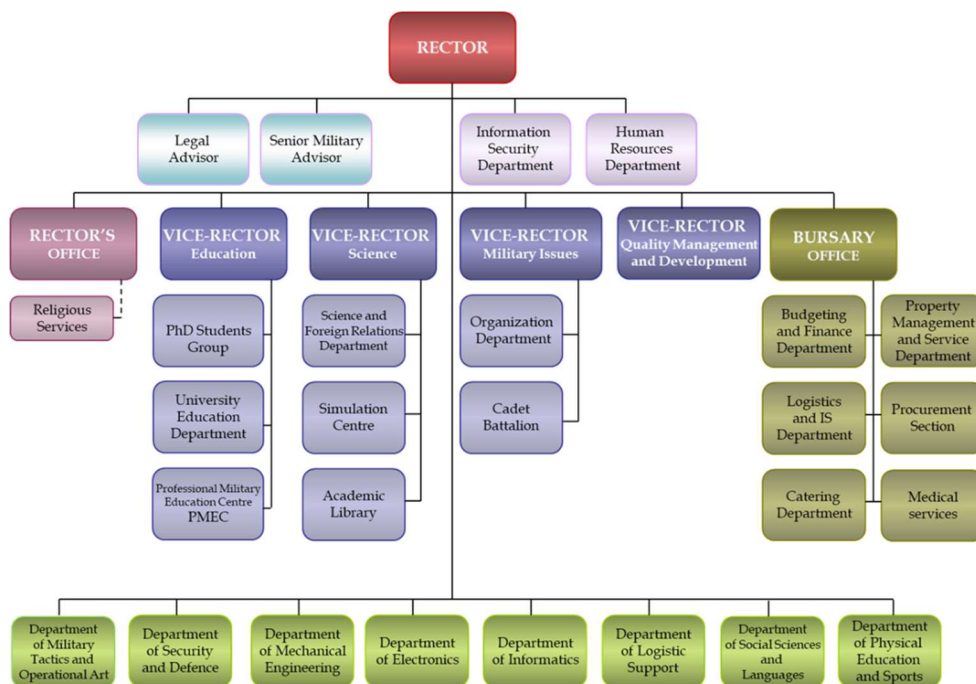 RECTOR
Legal
Advisor
Senior Military
Advisor
Information
Security
Department
Human
Resources
Department
RECTOR'S
OFFICE
VICE-RECTOR
Education
VICE-RECTOR
Science
VICE-RECTOR
Military Issues
VICE-RECTOR
Quality Management
and Development
BURSARY
OFFICE
Religious
Services
PhD Students
Group
Science and
Foreign Relations
Department
Organization
Department
Budgeting
and Finance
Department
Property
Management
and Service
Department
University
Education
Department
Simulation
Centre
Cadet
Battalion
Logistics
and IS
Department
Procurement
Section
Professional Military
Education Centre
PMEC
Academic
Library
Catering
Department
Medical
services
Department
of Military
Tactics and
Operational Art
Department
of Security
and Defence
Department
of Mechanical
Engineering
Department
of Electronics
Department
of Informatics
Department
of Logistic
Support
Department
of Social Sciences
and
Languages
Department
of Physical
Education
and Sports